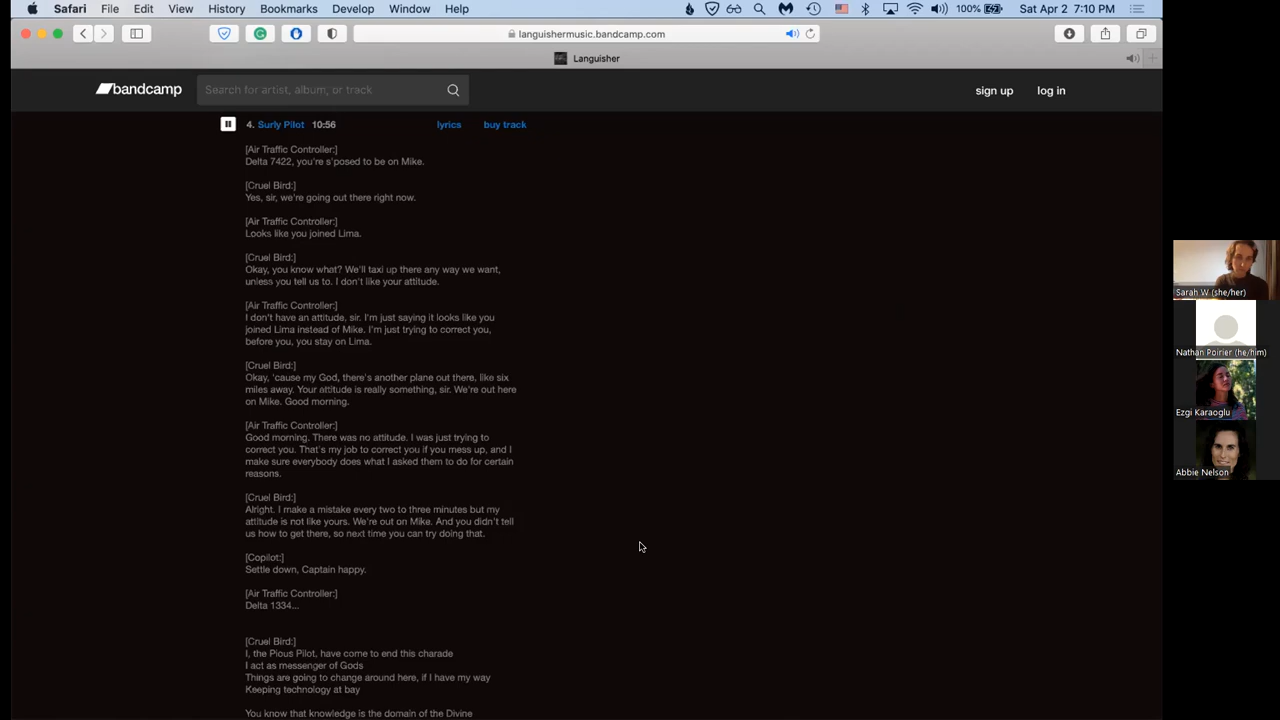 Safari File Edit View History Bookmarks Develop Window Help 100% Sat Apr 2 7:10 PM
languishermusic.bandcamp.com
Languisher
bandcamp Search for artist, album, or track sign up log in
4. Surly Pilot 10:56 lyrics buy track
[Air Traffic Controller:]
Delta 7422, you're s'posed to be on Mike.
[Cruel Bird:]
Yes, sir, we're going out there right now.
[Air Traffic Controller:]
Looks like you joined Lima.
[Cruel Bird:]
Okay, you know what? We'll taxi up there any way we want,
unless you tell us to. I don't like your attitude.
[Air Traffic Controller:]
I don't have an attitude, sir. I'm just saying it looks like you
joined Lima instead of Mike. I'm just trying to correct you,
before you, you stay on Lima.
[Cruel Bird:]
Okay, 'cause my God, there's another plane out there, like six
miles away. Your attitude is really something, sir. We're out here
on Mike. Good morning.
[Air Traffic Controller:]
Good morning. There was no attitude. I was just trying to
correct you. That's my job to correct you if you mess up, and I
make sure everybody does what I asked them to do for certain
reasons.
[Cruel Bird:]
Alright. I make a mistake every two to three minutes but my
attitude is not like yours. We're out on Mike. And you didn't tell
us how to get there, so next time you can try doing that.
[Copilot:]
Settle down, Captain happy.
[Air Traffic Controller:]
Delta 1334...
[Cruel Bird:]
I, the Pious Pilot, have come to end this charade
I act as messenger of Gods
Things are going to change around here, if I have my way
Keeping technology at bay
You know that knowledge is the domain of the Divine
Sarah W (she/her)
Nathan Poirier (he/him)
Ezgi Karaoglu
Abbie Nelson